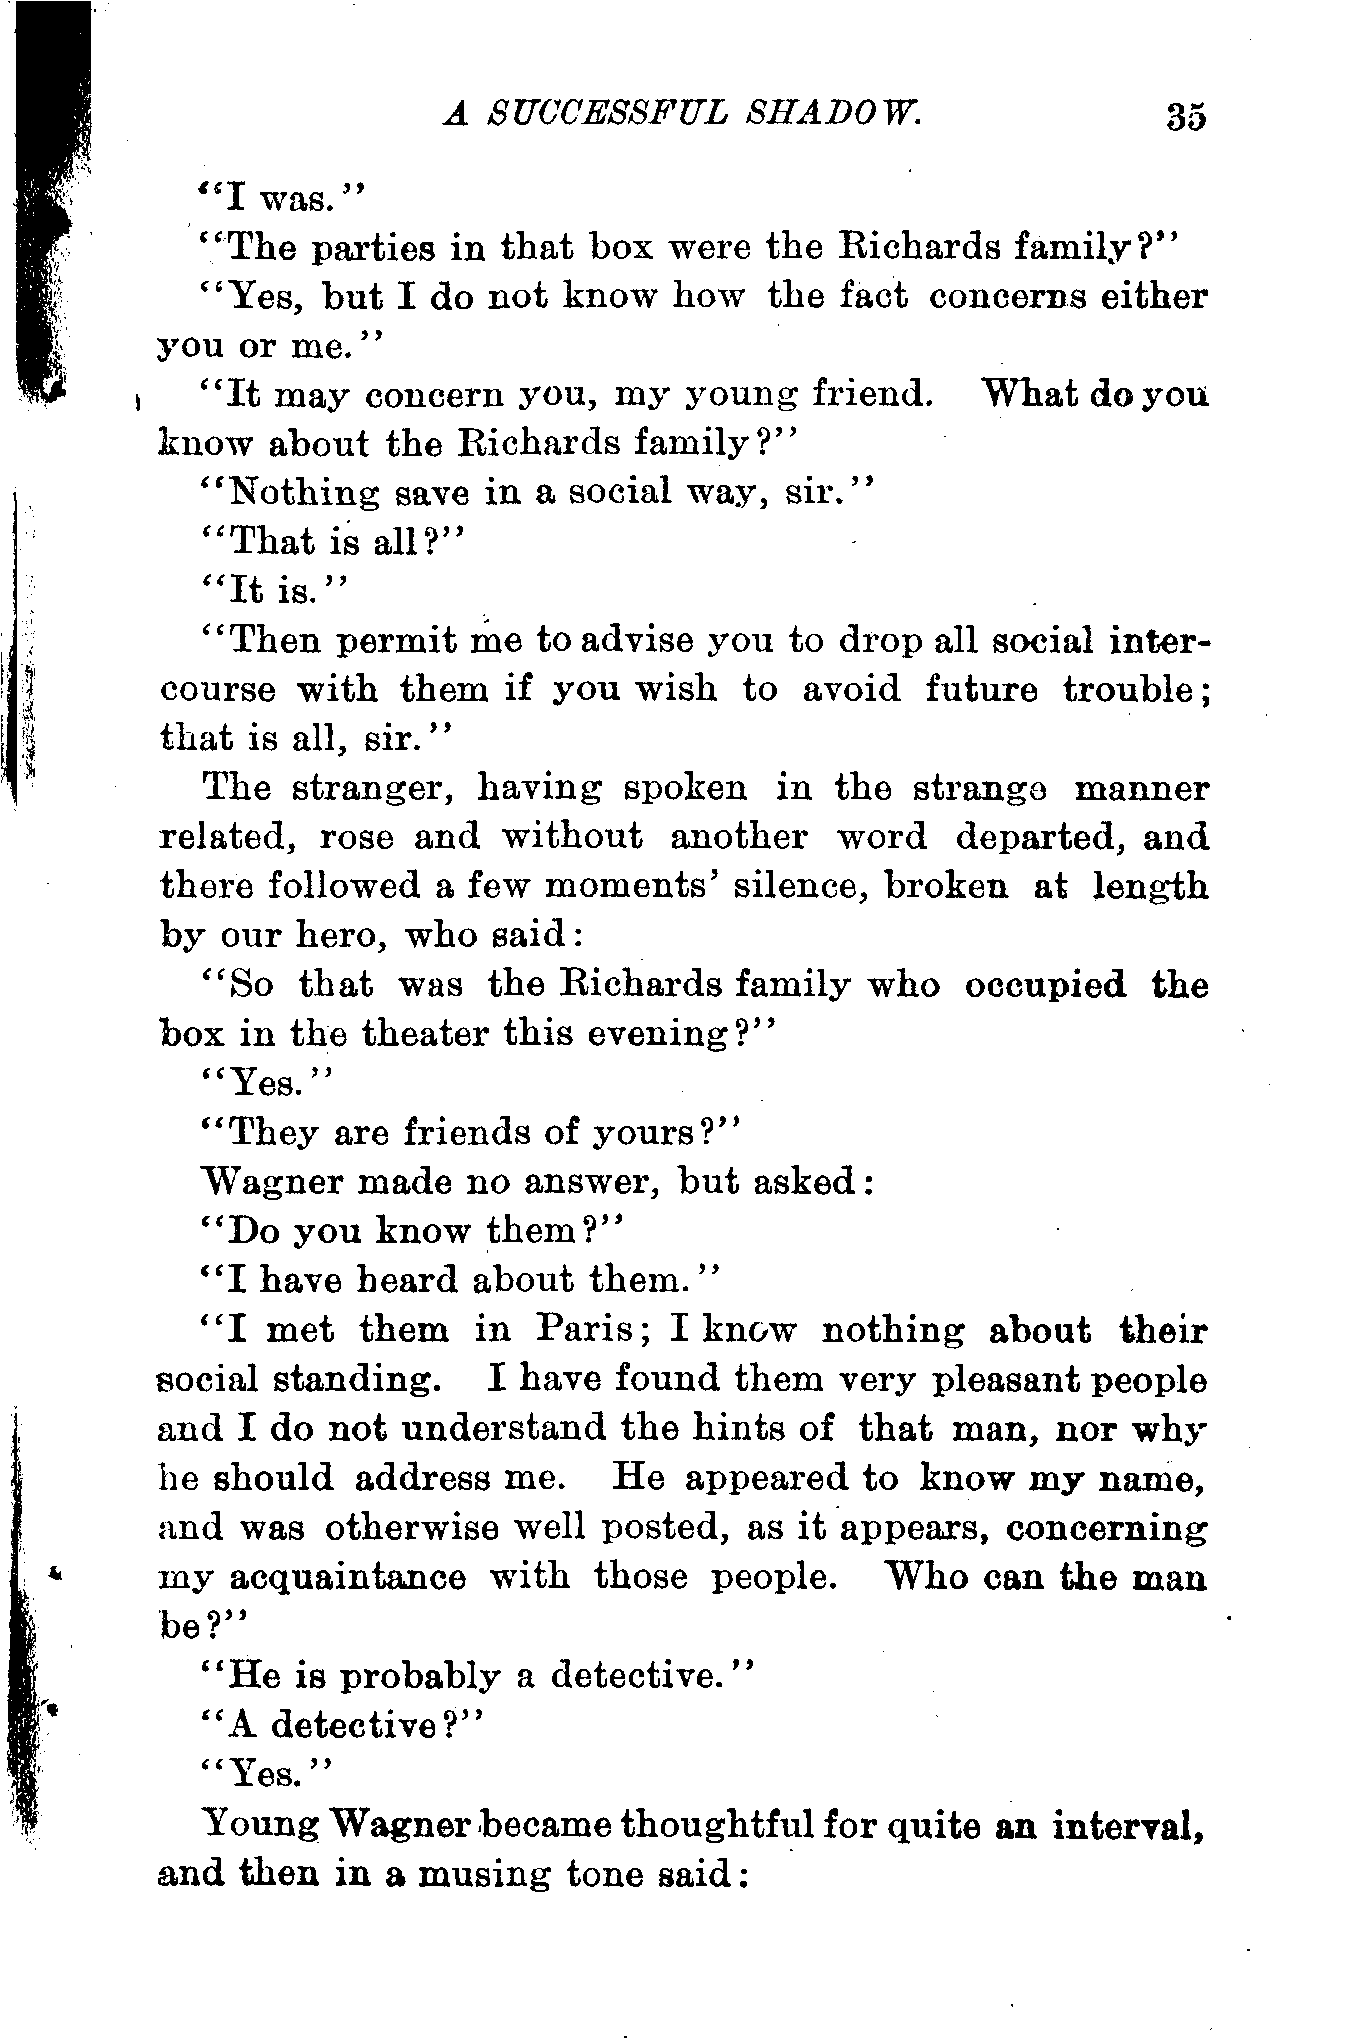 A SUCCESSFUL SHADOW. 35
"I was."
"The parties in that box were the Richards family?"
"Yes, but I do not know how the fact concerns either
you or me."
"It may concern you, my young friend. What do you
know about the Richards family?"
"Nothing save in a social way, sir."
"That is all?"
"It is."
"Then permit me to advise you to drop all social inter-
course with them if you wish to avoid future trouble;
that is all, sir."
The stranger, having spoken in the strange manner
related, rose and without another word departed, and
there followed a few moments' silence, broken at length
by our hero, who said:
"So that was the Richards family who occupied the
box in the theater this evening?"
"Yes."
"They are friends of yours?"
Wagner made no answer, but asked:
"Do you know them?"
"I have heard about them."
"I met them in Paris; I know nothing about their
social standing. I have found them very pleasant people
and I do not understand the hints of that man, nor why
he should address me. He appeared to know my name,
and was otherwise well posted, as it appears, concerning
my acquaintance with those people. Who can the man
be?"
"He is probably a detective."
"A detective?"
"Yes."
Young Wagner became thoughtful for quite an interval,
and then in a musing tone said: